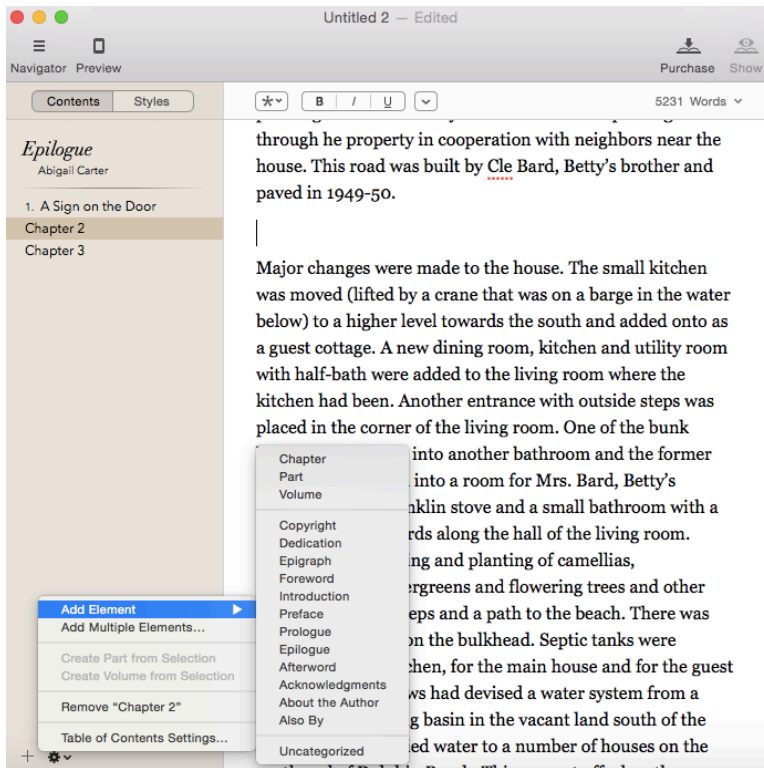 Untitled 2 — Edited
Navigator Preview
Purchase Show
Contents Styles
B I U
5231 Words
Epilogue
Abigail Carter
1. A Sign on the Door
Chapter 2
Chapter 3
through he property in cooperation with neighbors near the
house. This road was built by Cle Bard, Betty's brother and
paved in 1949-50.
Major changes were made to the house. The small kitchen
was moved (lifted by a crane that was on a barge in the water
below) to a higher level towards the south and added onto as
a guest cottage. A new dining room, kitchen and utility room
with half-bath were added to the living room where the
kitchen had been. Another entrance with outside steps was
placed in the corner of the living room. One of the bunk
into another bathroom and the former
into a room for Mrs. Bard, Betty's
nklin stove and a small bathroom with a
rds along the hall of the living room.
ing and planting of camellias,
ergreens and flowering trees and other
eps and a path to the beach. There was
on the bulkhead. Septic tanks were
chen, for the main house and for the guest
ws had devised a water system from a
g basin in the vacant land south of the
led water to a number of houses on the
Add Element
Add Multiple Elements...
Create Part from Selection
Create Volume from Selection
Remove "Chapter 2"
Table of Contents Settings...
Chapter
Part
Volume
Copyright
Dedication
Epigraph
Foreword
Introduction
Preface
Prologue
Epilogue
Afterword
Acknowledgments
About the Author
Also By
Uncategorized